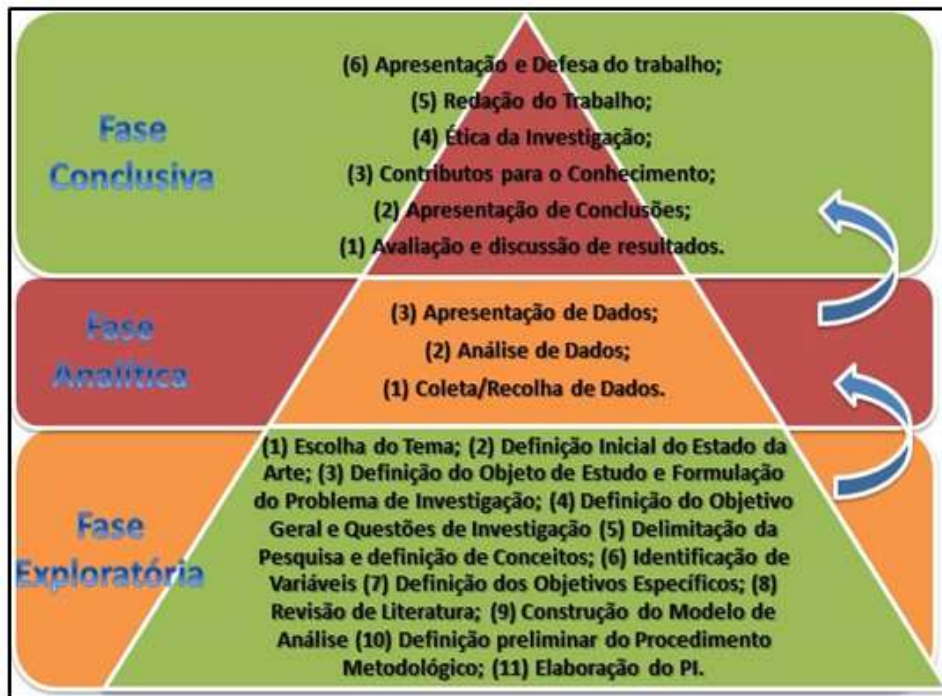 Fase
Conclusiva
(6) Apresentação e Defesa do trabalho;
(5) Redação do Trabalho;
(4) Ética da Investigação;
(3) Contributos para o Conhecimento;
(2) Apresentação de Conclusões;
(1) Avaliação e discussão de resultados.
Fase
Analítica
(3) Apresentação de Dados;
(2) Análise de Dados;
(1) Coleta/Recolha de Dados.
Fase
Exploratória
(1) Escolha do Tema; (2) Definição Inicial do Estado da
Arte; (3) Definição do Objeto de Estudo e Formulação
do Problema de Investigação; (4) Definição do Objetivo
Geral e Questões de Investigação (5) Delimitação da
Pesquisa e definição de Conceitos; (6) Identificação de
Variáveis (7) Definição dos Objetivos Específicos; (8)
Revisão de Literatura; (9) Construção do Modelo de
Análise (10) Definição preliminar do Procedimento
Metodológico; (11) Elaboração do PI.